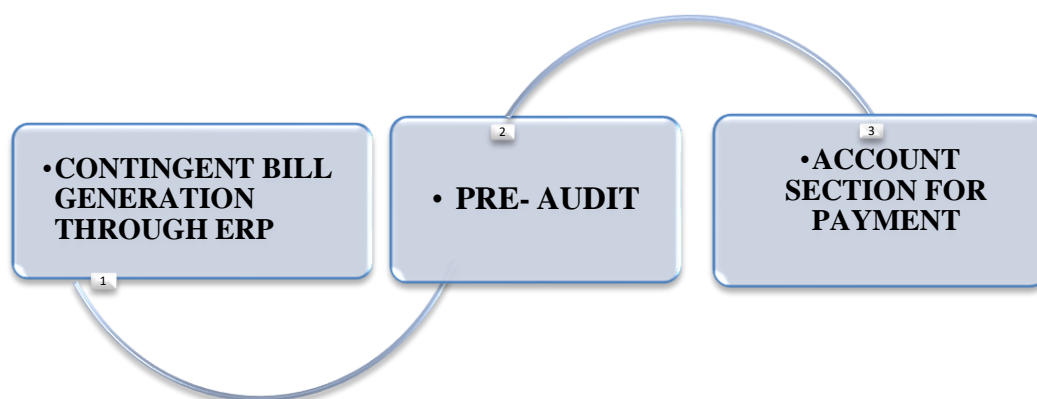 •CONTINGENT BILL
GENERATION
THROUGH ERP
1
• PRE- AUDIT
2
•ACCOUNT
SECTION FOR
PAYMENT
3